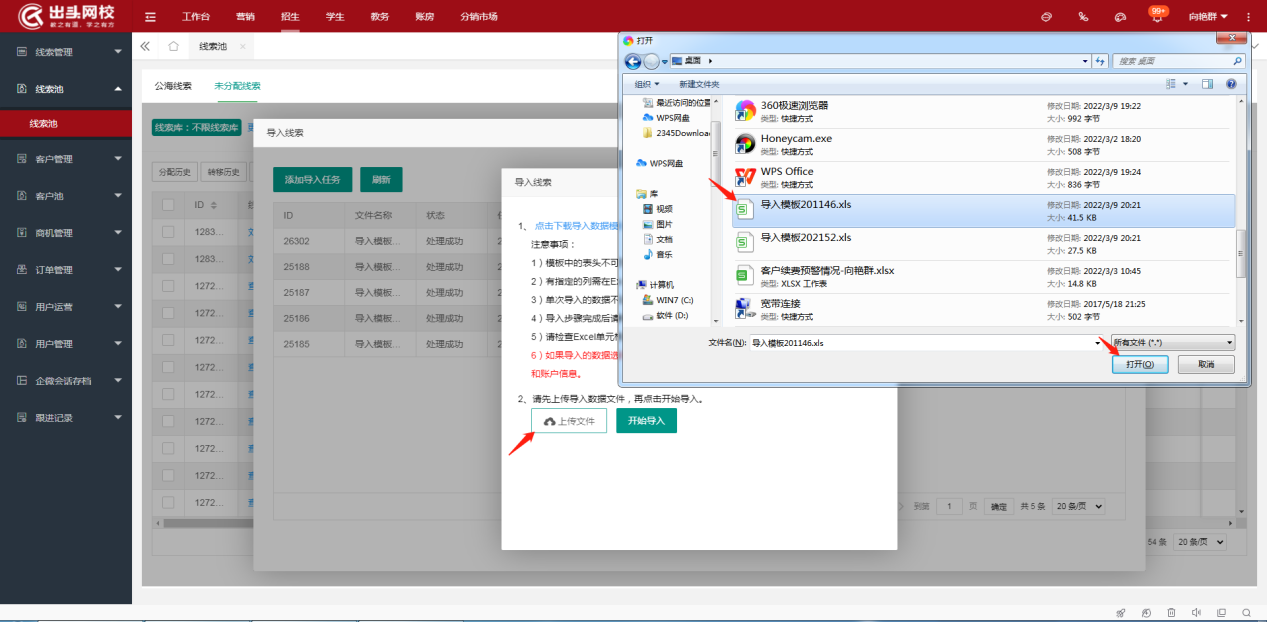 出头网校
教之有道，学之有方
工作台 营销 招生 学生 教务 账房 分销市场
99+
向艳群
线索管理
线索池
线索池
客户管理
客户池
商机管理
订单管理
用户运营
用户管理
企微会话存档
跟进记录
线索池 ×
公海线索 未分配线索
线索库：不限线索库
分配历史 转移历史
ID
1283...
1283...
1272...
1272...
1272...
1272...
1272...
1272...
1272...
1272...
1272...
导入线索
添加导入任务 刷新
ID 文件名称 状态
26302 导入模板... 处理成功
25188 导入模板... 处理成功
25187 导入模板... 处理成功
25186 导入模板... 处理成功
25185 导入模板... 处理成功
到第 1 页 确定 共 5 条 20 条/页
54 条 20 条/页
导入线索
1、点击下载导入数据模
注意事项：
1）模板中的表头不可
2）有指定的列需在E
3）单次导入的数据不
4）导入步骤完成后请
5）请检查Excel单元
6）如果导入的数据选
和账户信息。
2、请先上传导入数据文件，再点击开始导入。
上传文件 开始导入
打开
桌面
搜索 桌面
组织 新建文件夹
最近访问的位置
WPS网盘
2345Downloa
WPS网盘
库
视频
图片
文档
音乐
计算机
WIN7 (C:)
软件 (D:)
360极速浏览器
类型: 快捷方式
修改日期: 2022/3/9 19:22
大小: 992 字节
Honeycam.exe
类型: 快捷方式
修改日期: 2022/3/2 18:20
大小: 508 字节
WPS Office
类型: 快捷方式
修改日期: 2022/3/9 19:24
大小: 836 字节
导入模板201146.xls
修改日期: 2022/3/9 20:21
大小: 41.5 KB
导入模板202152.xls
修改日期: 2022/3/9 20:21
大小: 27.5 KB
客户续费预警情况-向艳群.xlsx
类型: XLSX 工作表
修改日期: 2022/3/3 10:45
大小: 14.8 KB
宽带连接
类型: 快捷方式
修改日期: 2017/5/18 21:25
大小: 502 字节
文件名(N): 导入模板201146.xls
所有文件 (*.*)
打开(O) 取消